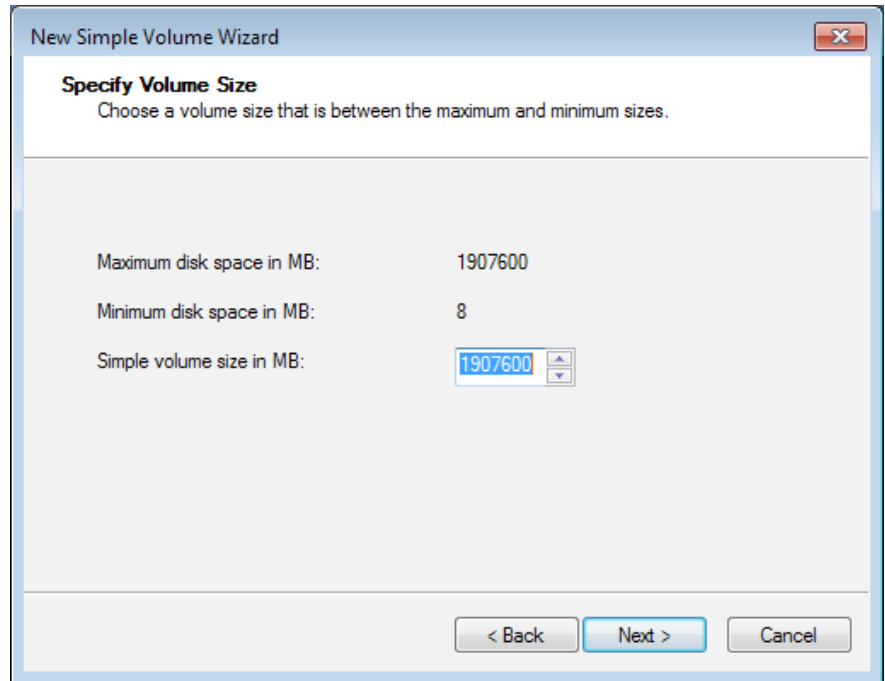 New Simple Volume Wizard
Specify Volume Size
Choose a volume size that is between the maximum and minimum sizes.
Maximum disk space in MB: 1907600
Minimum disk space in MB: 8
Simple volume size in MB: 1907600
< Back Next > Cancel